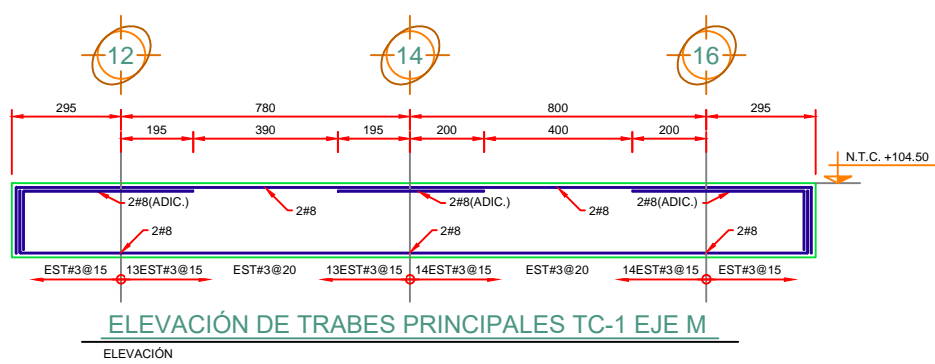 12 14 16
295 780 800 295
195 390 195 200 400 200
N.T.C. +104.50
2#8(ADIC.) 2#8 2#8(ADIC.) 2#8 2#8(ADIC.)
2#8 2#8 2#8
EST#3@15 13EST#3@15 EST#3@20 13EST#3@15 14EST#3@15 EST#3@20 14EST#3@15 EST#3@15
ELEVACIÓN DE TRABES PRINCIPALES TC-1 EJE M
ELEVACIÓN